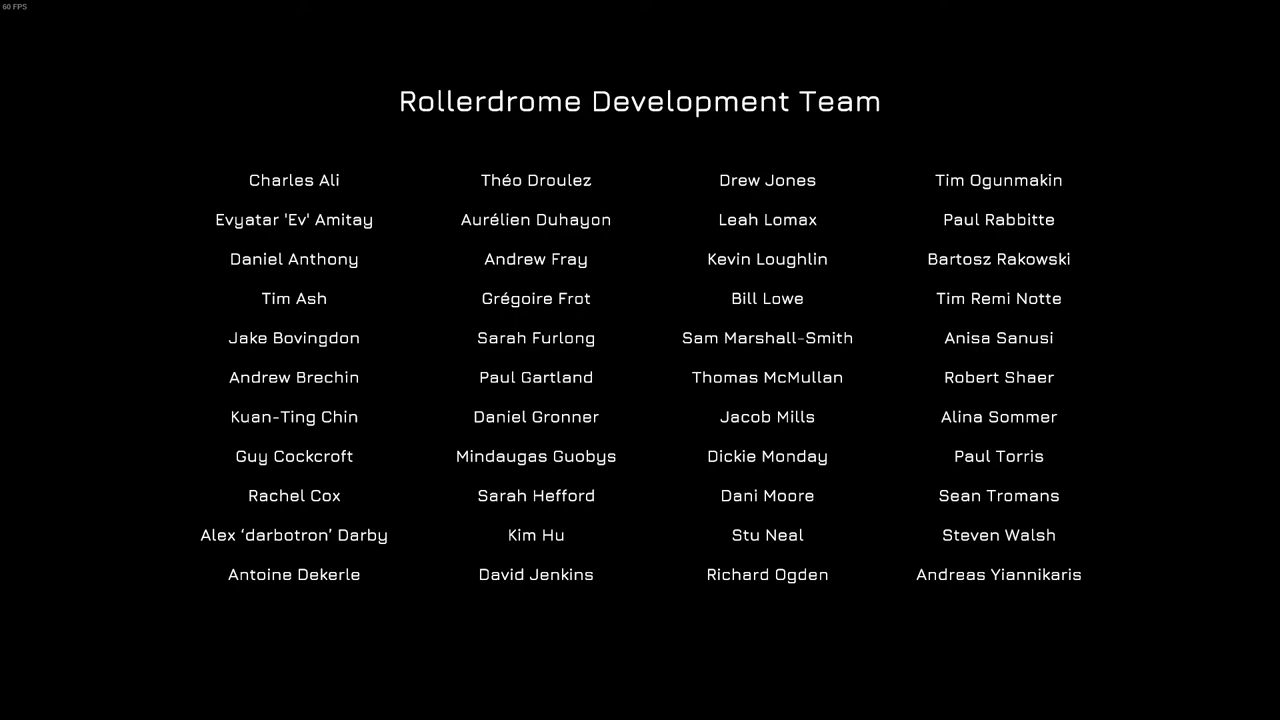 60 FPS
Rollerdrome Development Team
Charles Ali
Evyatar 'Ev' Amitay
Daniel Anthony
Tim Ash
Jake Bovingdon
Andrew Brechin
Kuan-Ting Chin
Guy Cockcroft
Rachel Cox
Alex ‘darbotron’ Darby
Antoine Dekerle
Théo Droulez
Aurélien Duhayon
Andrew Fray
Grégoire Frot
Sarah Furlong
Paul Gartland
Daniel Gronner
Mindaugas Guobys
Sarah Hefford
Kim Hu
David Jenkins
Drew Jones
Leah Lomax
Kevin Loughlin
Bill Lowe
Sam Marshall-Smith
Thomas McMullan
Jacob Mills
Dickie Monday
Dani Moore
Stu Neal
Richard Ogden
Tim Ogunmakin
Paul Rabbitte
Bartosz Rakowski
Tim Remi Notte
Anisa Sanusi
Robert Shaer
Alina Sommer
Paul Torris
Sean Tromans
Steven Walsh
Andreas Yiannikaris